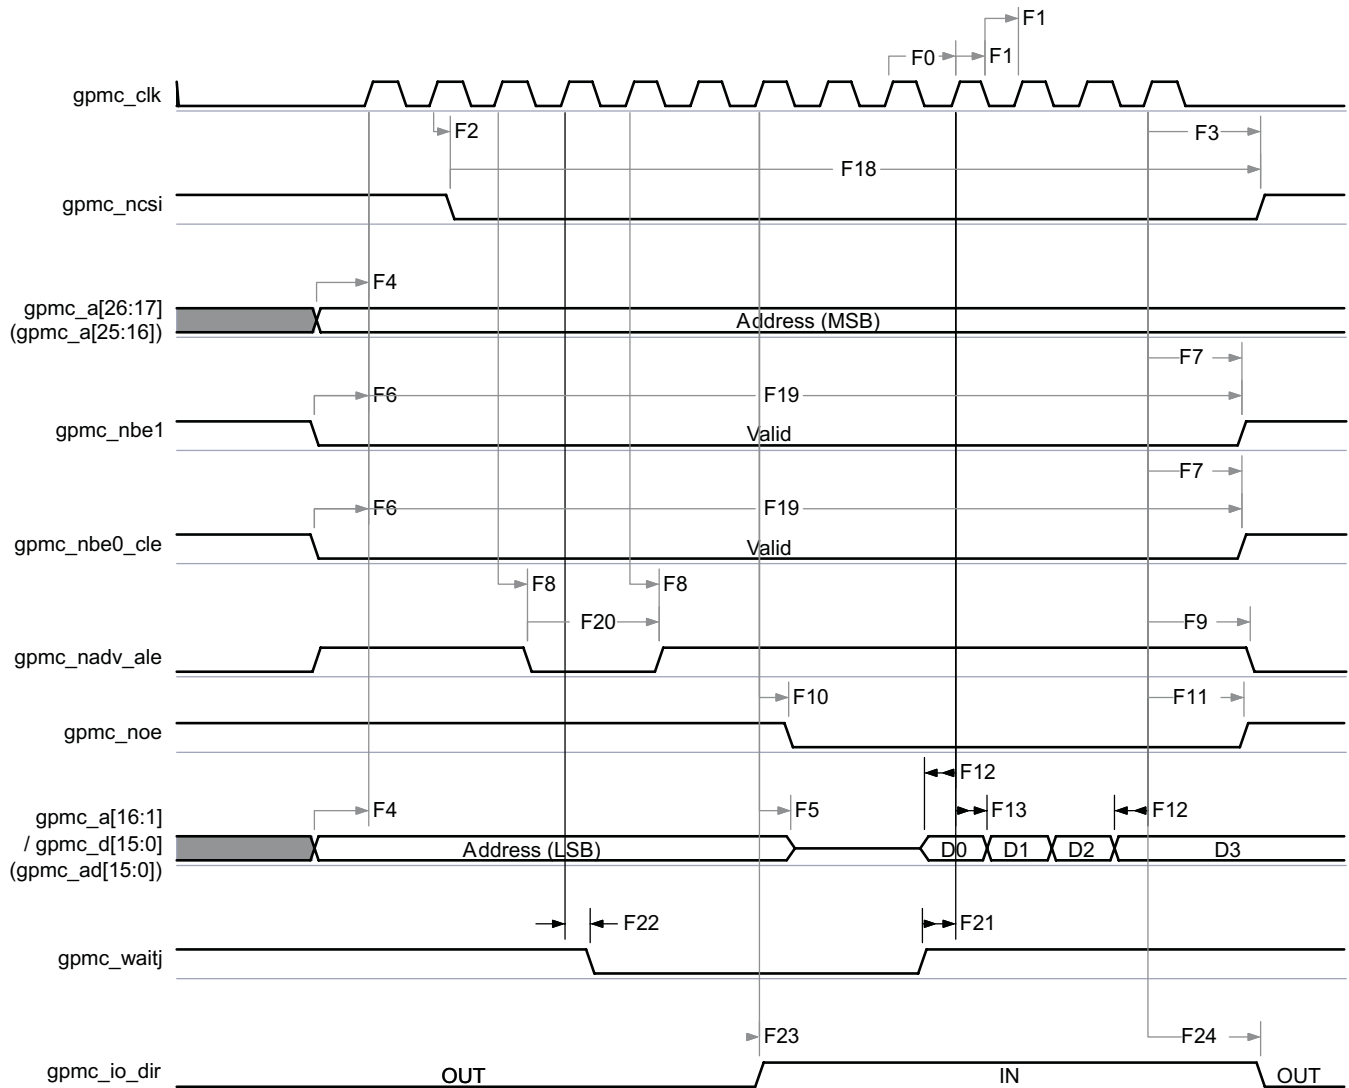 F1
F0
F1
gpmc_clk
F2
F3
F18
gpmc_ncsi
F4
gpmc_a[26:17]
(gpmc_a[25:16])
Address (MSB)
F7
F6
F19
gpmc_nbe1
Valid
F7
F6
F19
gpmc_nbe0_cle
Valid
F8
F8
F20
F9
gpmc_nadv_ale
F10
F11
gpmc_noe
F12
F4
F5
F13
F12
gpmc_a[16:1]
/ gpmc_d[15:0]
(gpmc_ad[15:0])
Address (LSB)
D0
D1
D2
D3
F22
F21
gpmc_waitj
F23
F24
gpmc_io_dir
OUT
IN
OUT